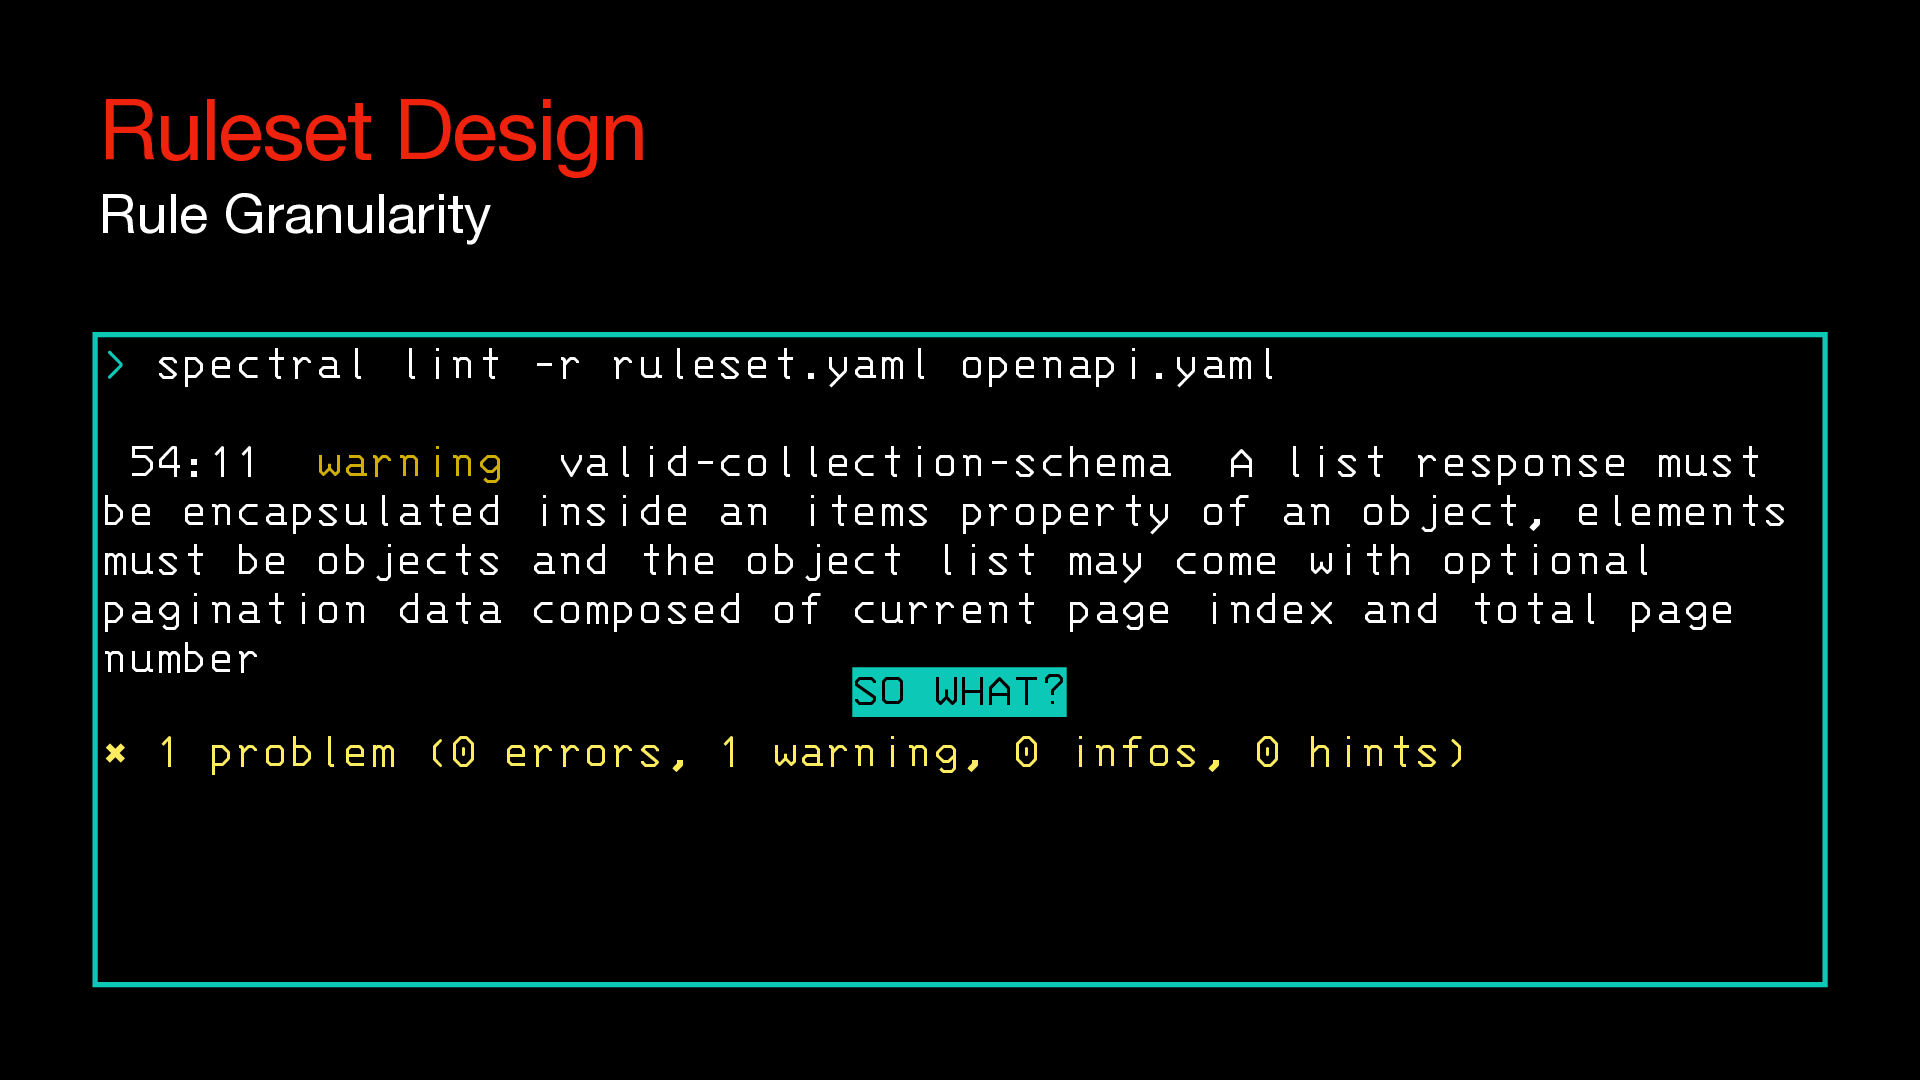 Ruleset Design
Rule Granularity
> spectral lint -r ruleset.yaml openapi.yaml
54:11 warning valid-collection-schema A list response must
be encapsulated inside an items property of an object, elements
must be objects and the object list may come with optional
pagination data composed of current page index and total page
number
SO WHAT?
✖ 1 problem (0 errors, 1 warning, 0 infos, 0 hints)